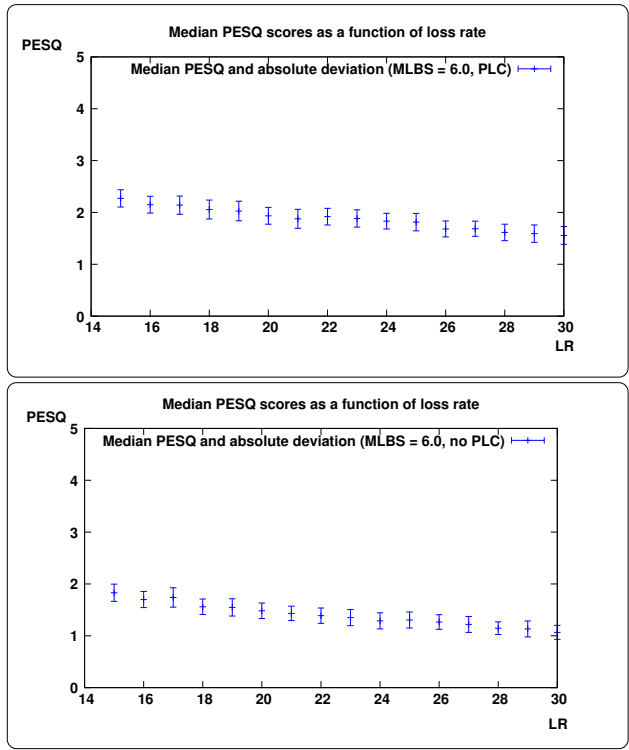 Median PESQ scores as a function of loss rate
PESQ
Median PESQ and absolute deviation (MLBS = 6.0, PLC)
5
4
3
2
1
0
14 16 18 20 22 24 26 28 30
LR
Median PESQ scores as a function of loss rate
PESQ
Median PESQ and absolute deviation (MLBS = 6.0, no PLC)
5
4
3
2
1
0
14 16 18 20 22 24 26 28 30
LR